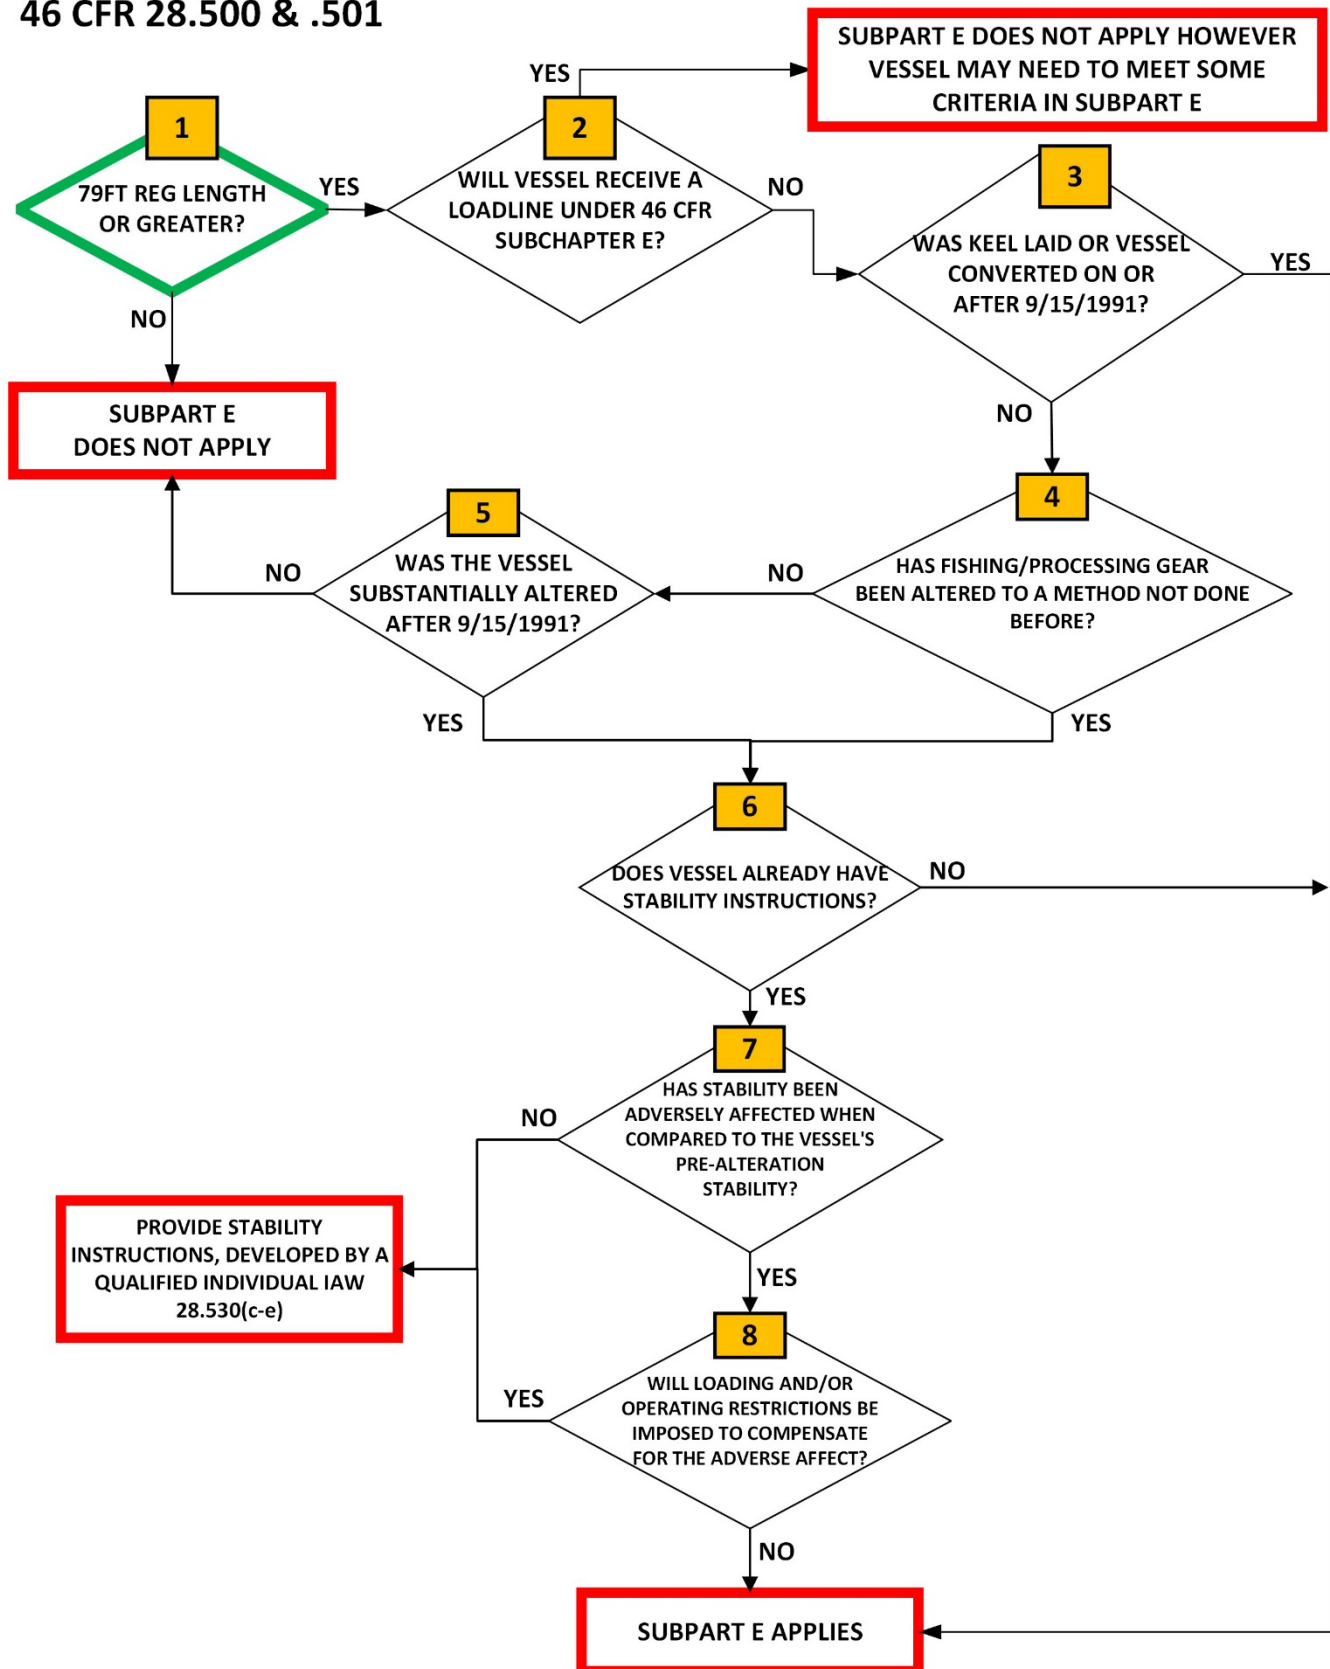 46 CFR 28.500 & .501
SUBPART E DOES NOT APPLY HOWEVER
VESSEL MAY NEED TO MEET SOME
CRITERIA IN SUBPART E
1
79FT REG LENGTH
OR GREATER?
YES
NO
2
WILL VESSEL RECEIVE A
LOADLINE UNDER 46 CFR
SUBCHAPTER E?
YES
NO
3
WAS KEEL LAID OR VESSEL
CONVERTED ON OR
AFTER 9/15/1991?
YES
NO
SUBPART E
DOES NOT APPLY
4
HAS FISHING/PROCESSING GEAR
BEEN ALTERED TO A METHOD NOT DONE
BEFORE?
NO
YES
5
WAS THE VESSEL
SUBSTANTIALLY ALTERED
AFTER 9/15/1991?
NO
YES
6
DOES VESSEL ALREADY HAVE
STABILITY INSTRUCTIONS?
NO
YES
7
HAS STABILITY BEEN
ADVERSELY AFFECTED WHEN
COMPARED TO THE VESSEL'S
PRE-ALTERATION
STABILITY?
NO
YES
PROVIDE STABILITY
INSTRUCTIONS, DEVELOPED BY A
QUALIFIED INDIVIDUAL IAW
28.530(c-e)
8
WILL LOADING AND/OR
OPERATING RESTRICTIONS BE
IMPOSED TO COMPENSATE
FOR THE ADVERSE AFFECT?
YES
NO
SUBPART E APPLIES